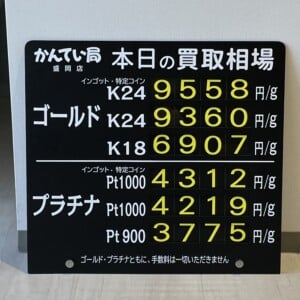 かんてい局 盛岡店 本日の買取相場
インゴット・特定コイン
K24 9558 円/g
ゴールド K24 9360 円/g
K18 6907 円/g
インゴット・特定コイン
Pt1000 4312 円/g
プラチナ Pt1000 4219 円/g
Pt900 3775 円/g
ゴールド・プラチナともに、手数料は一切いただきません